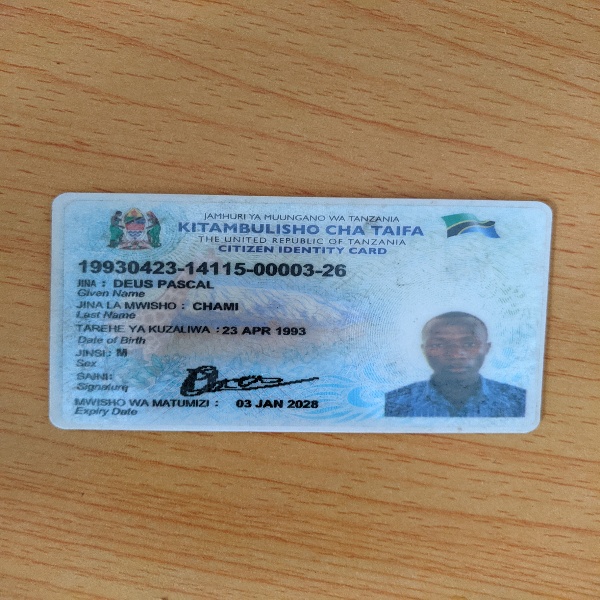 JAMHURI YA MUUNGANO WA TANZANIA
KITAMBULISHO CHA TAIFA
THE UNITED REPUBLIC OF TANZANIA
CITIZEN IDENTITY CARD
19930423-14115-00003-26
JINA : DEUS PASCAL
Given Name
JINA LA MWISHO : CHAMI
Last Name
TAREHE YA KUZALIWA : 23 APR 1993
Date of Birth
JINSI : M
Sex
SAINI:
Signature
MWISHO WA MATUMIZI : 03 JAN 2028
Expiry Date